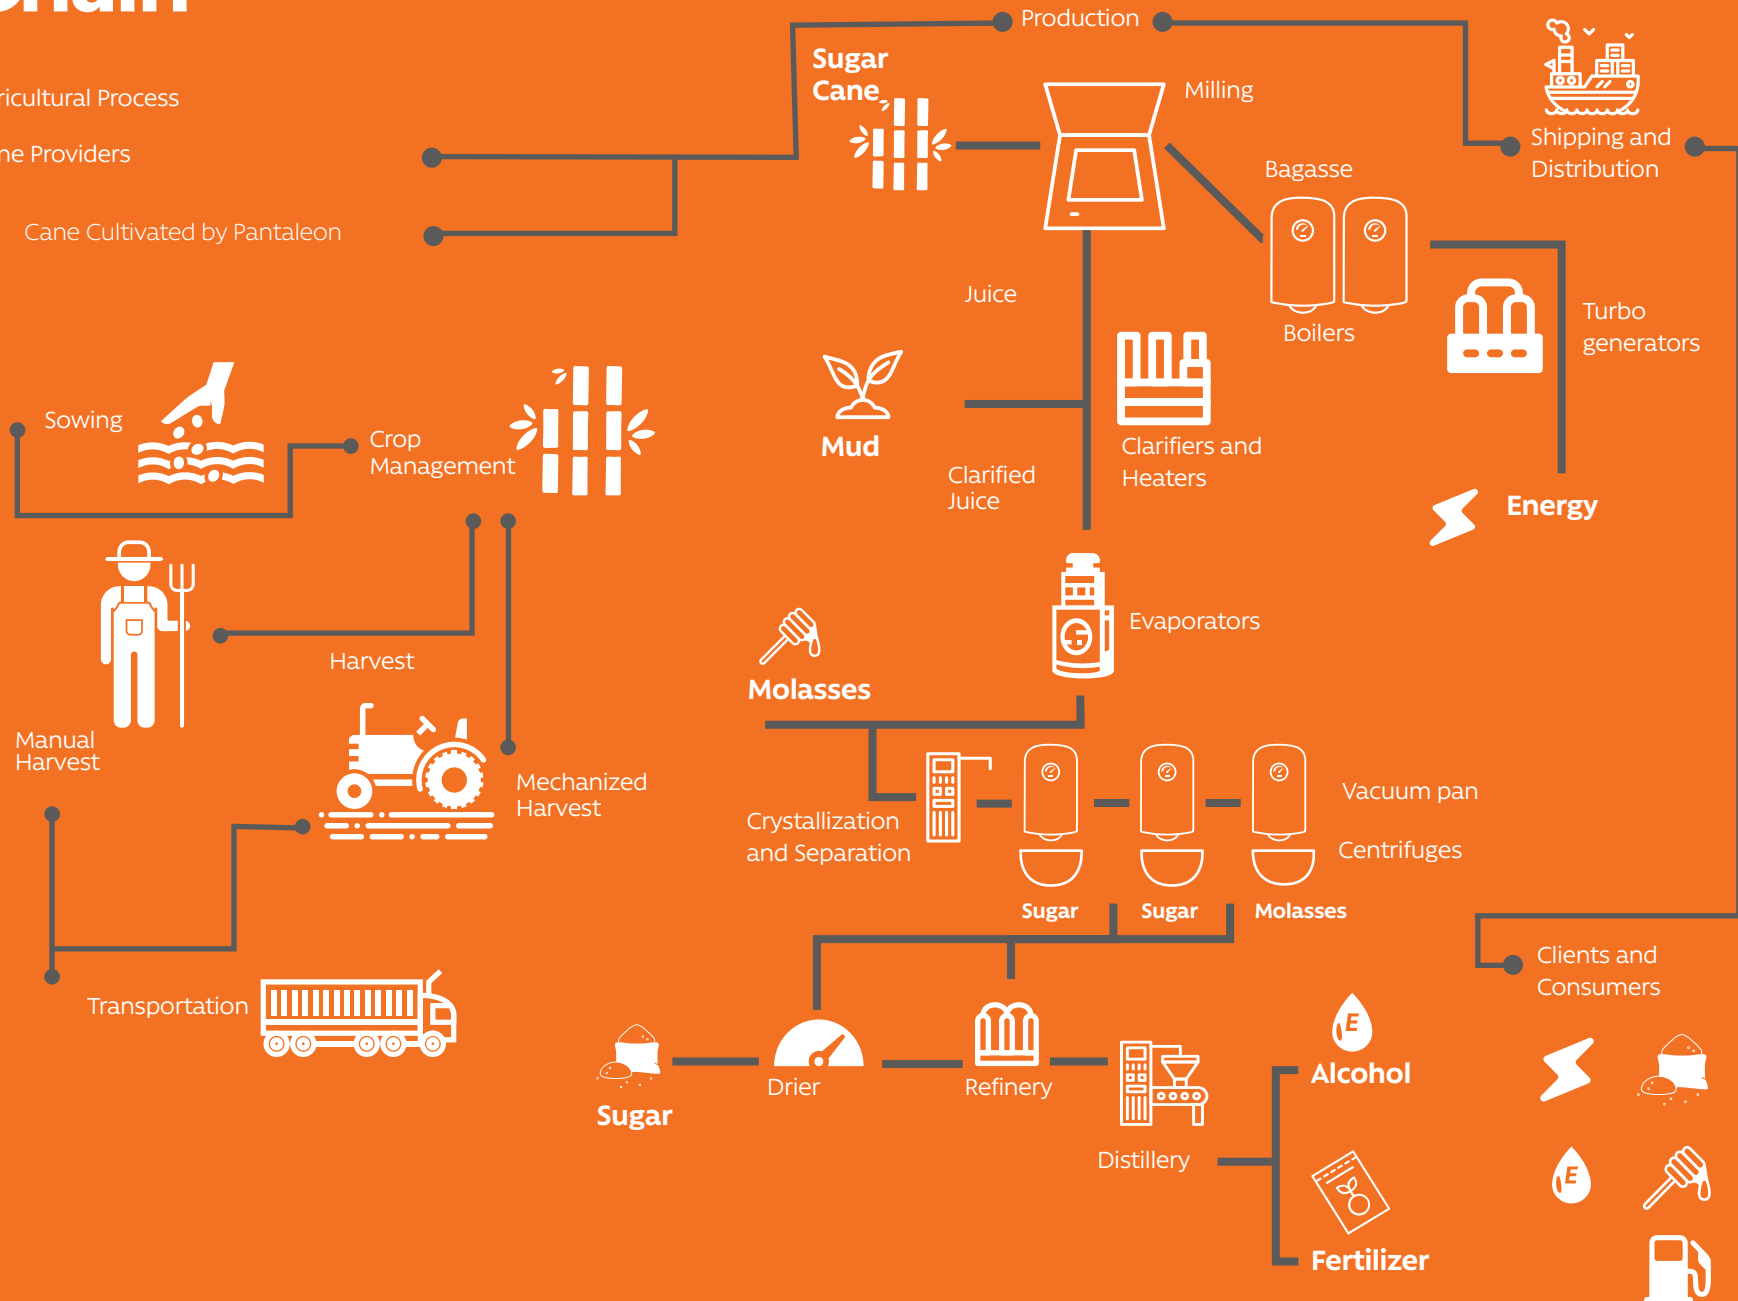 Production
Sugar
Cane
Milling
ricultural Process
Shipping and
Distribution
ne Providers
Bagasse
Cane Cultivated by Pantaleon
Juice
Boilers
Turbo
generators
Sowing
Crop
Management
Mud
Clarifiers and
Heaters
Clarified
Juice
Energy
Evaporators
Harvest
Molasses
Manual
Harvest
Mechanized
Harvest
Vacuum pan
Crystallization
and Separation
Centrifuges
Sugar
Sugar
Molasses
Clients and
Consumers
Transportation
E
Alcohol
Drier
Refinery
Sugar
Distillery
E
Fertilizer